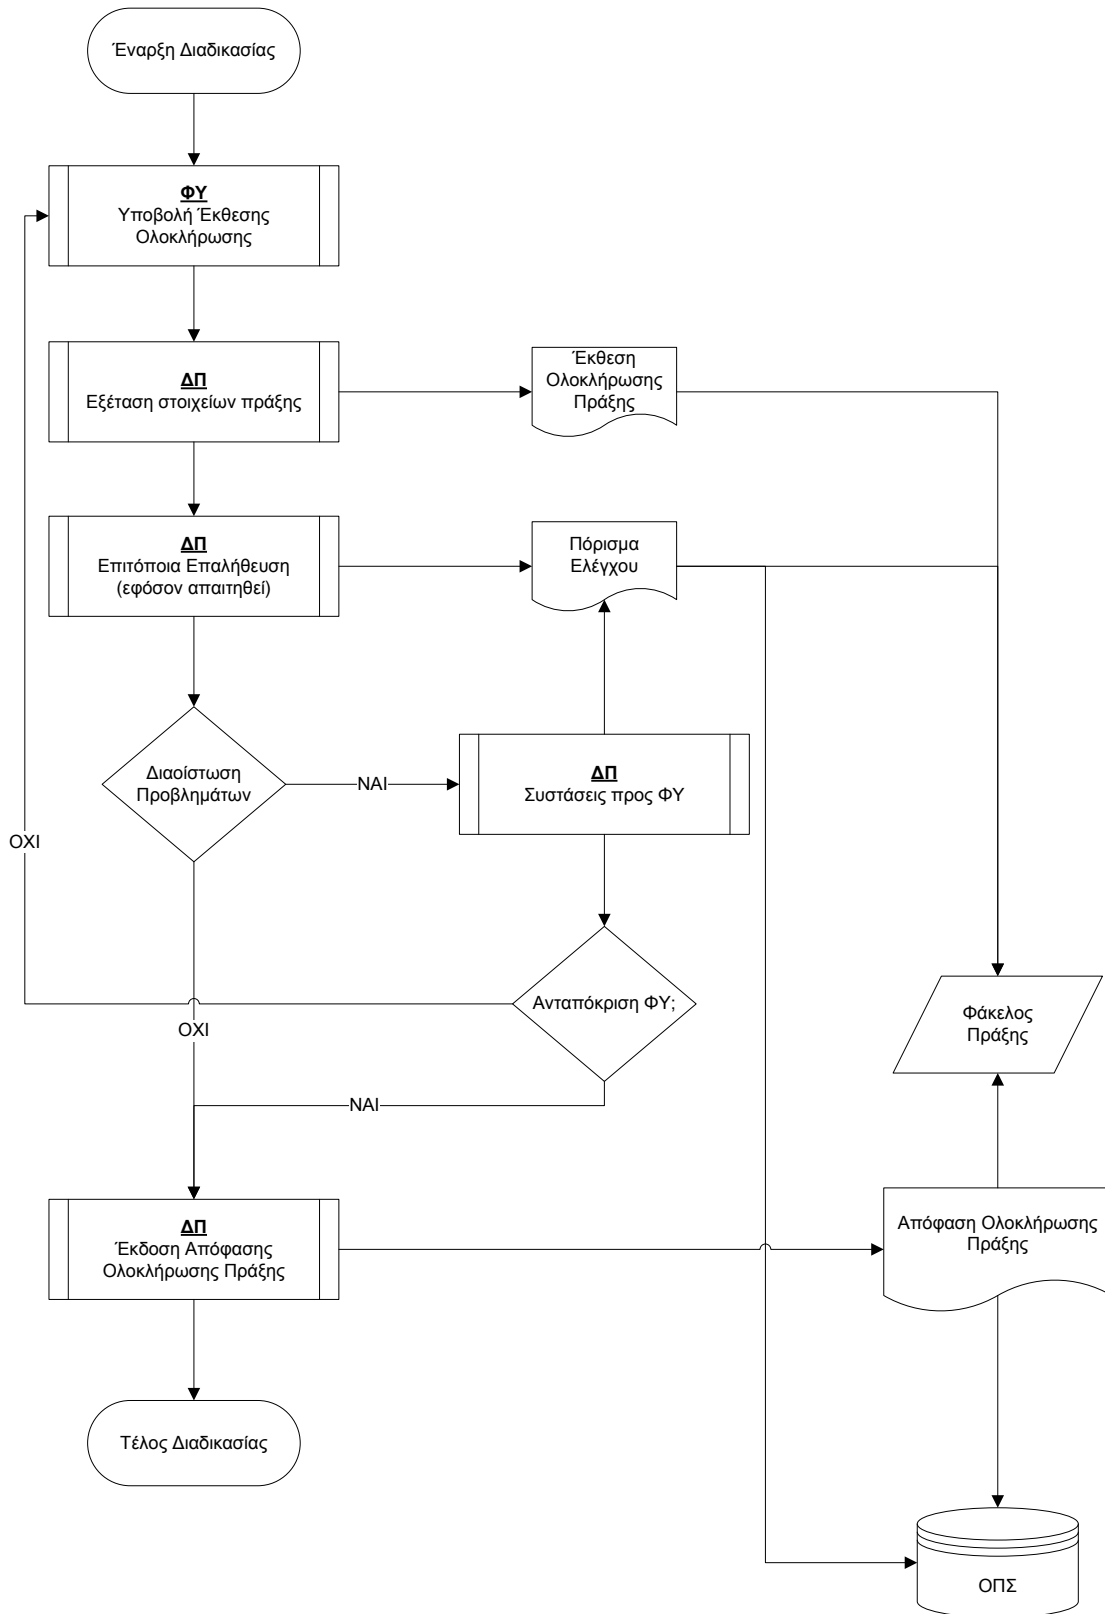 Έναρξη Διαδικασίας
ΦΥ
Υποβολή Έκθεσης
Ολοκλήρωσης
ΔΠ
Εξέταση στοιχείων πράξης
Έκθεση
Ολοκλήρωσης
Πράξης
ΔΠ
Επιτόποια Επαλήθευση
(εφόσον απαιτηθεί)
Πόρισμα
Ελέγχου
Διαοίστωση
Προβλημάτων
ΝΑΙ
ΔΠ
Συστάσεις προς ΦΥ
ΟΧΙ
Ανταπόκριση ΦΥ;
ΟΧΙ
Φάκελος
Πράξης
ΝΑΙ
ΔΠ
Έκδοση Απόφασης
Ολοκλήρωσης Πράξης
Απόφαση Ολοκλήρωσης
Πράξης
Τέλος Διαδικασίας
ΟΠΣ